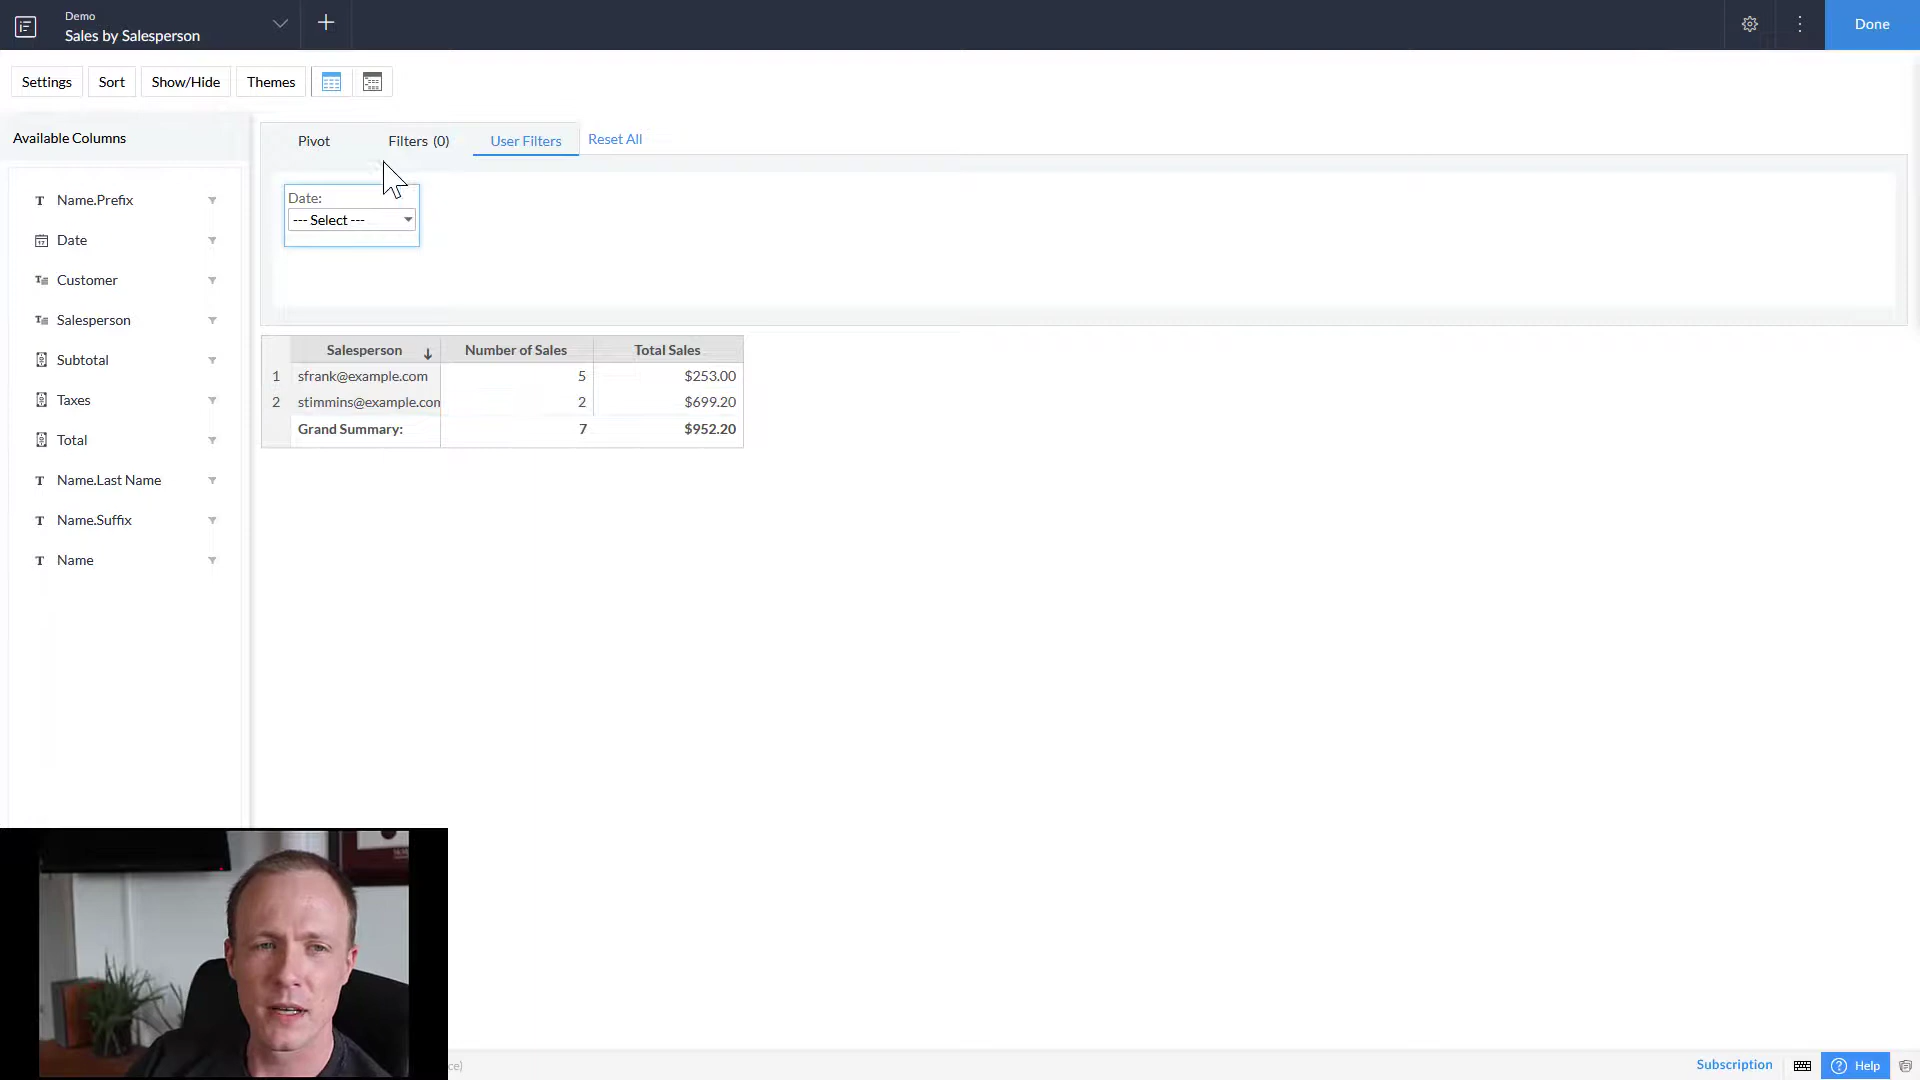 Demo
Sales by Salesperson
Done
Settings
Sort
Show/Hide
Themes
Available Columns
Name.Prefix
Date
Customer
Salesperson
Subtotal
Taxes
Total
Name.Last Name
Name.Suffix
Name
Pivot
Filters (0)
User Filters
Reset All
Date:
--- Select ---
Salesperson Number of Sales Total Sales
1 sfrank@example.com 5 $253.00
2 stimmins@example.com 2 $699.20
Grand Summary: 7 $952.20
ce)
Subscription
Help